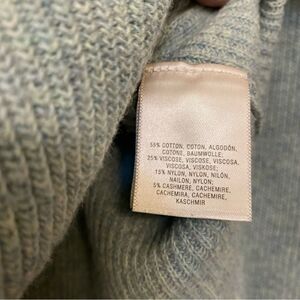 55% COTTON, COTON, ALGODÓN,
COTONE, BAUMWOLLE;
25% VISCOSE, VISCOSE, VISCOSA,
VISCOSA, VISKOSE;
15% NYLON, NYLON, NILÓN,
NAILON, NYLON;
5% CASHMERE, CACHEMIRE,
CACHEMIRA, CACHEMIRE,
KASCHMIR